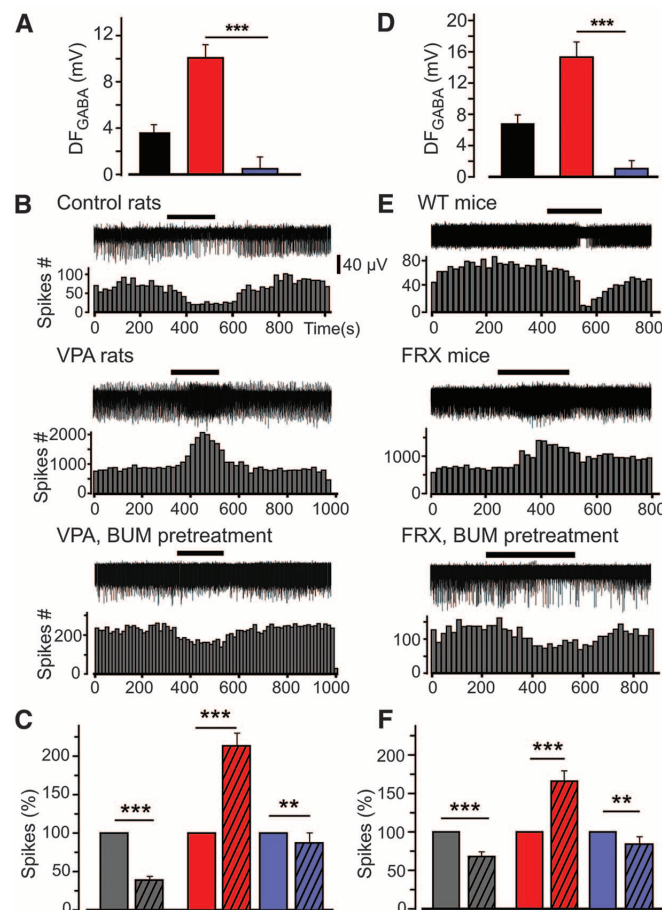 A
***
DF_GABA (mV)
12
8
4
0
D
***
DF_GABA (mV)
20
16
12
8
4
0
B
Control rats
40 µV
Spikes #
100
50
0
0 200 400 600 800 Time(s)
VPA rats
Spikes #
2000
1000
0
0 200 400 600 800 1000
VPA, BUM pretreatment
Spikes #
200
0
0 200 400 600 800 1000
E
WT mice
80
40
0
0 200 400 600 800
FRX mice
1000
0 200 400 600 800
FRX, BUM pretreatment
100
0
0 200 400 600 800
C
Spikes (%)
200
150
100
50
0
***
***
**
F
Spikes (%)
200
150
100
50
0
***
***
**